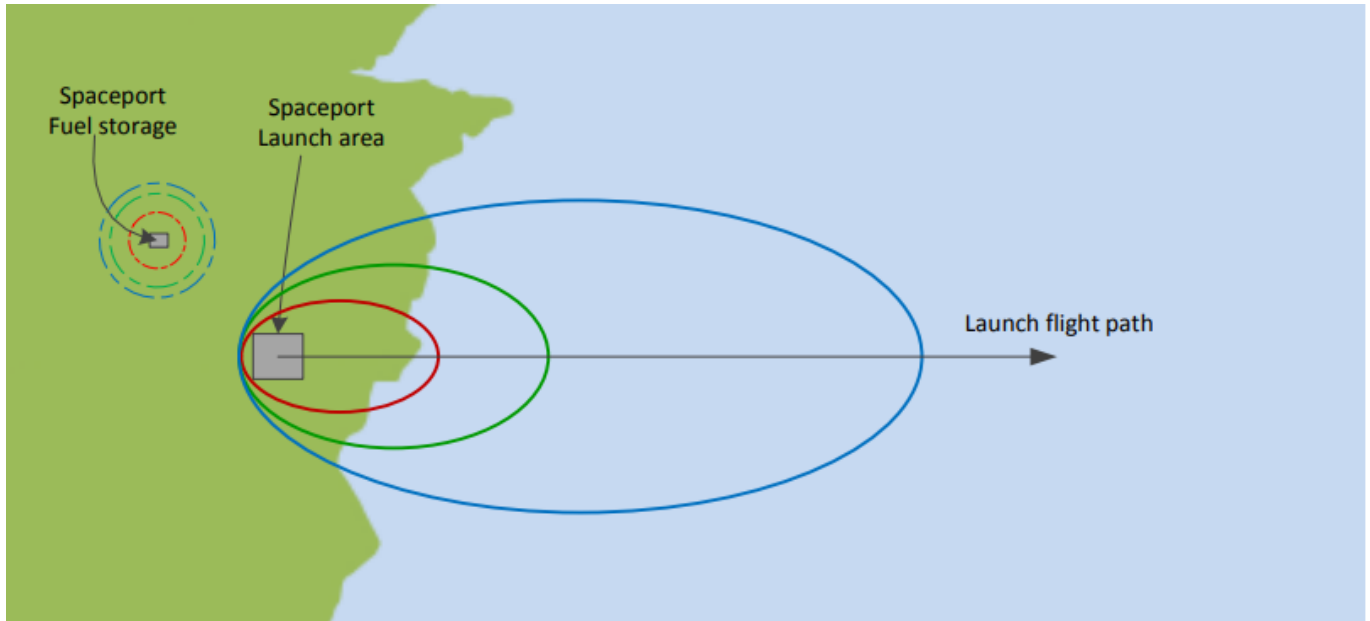 Spaceport
Fuel storage
Spaceport
Launch area
Launch flight path